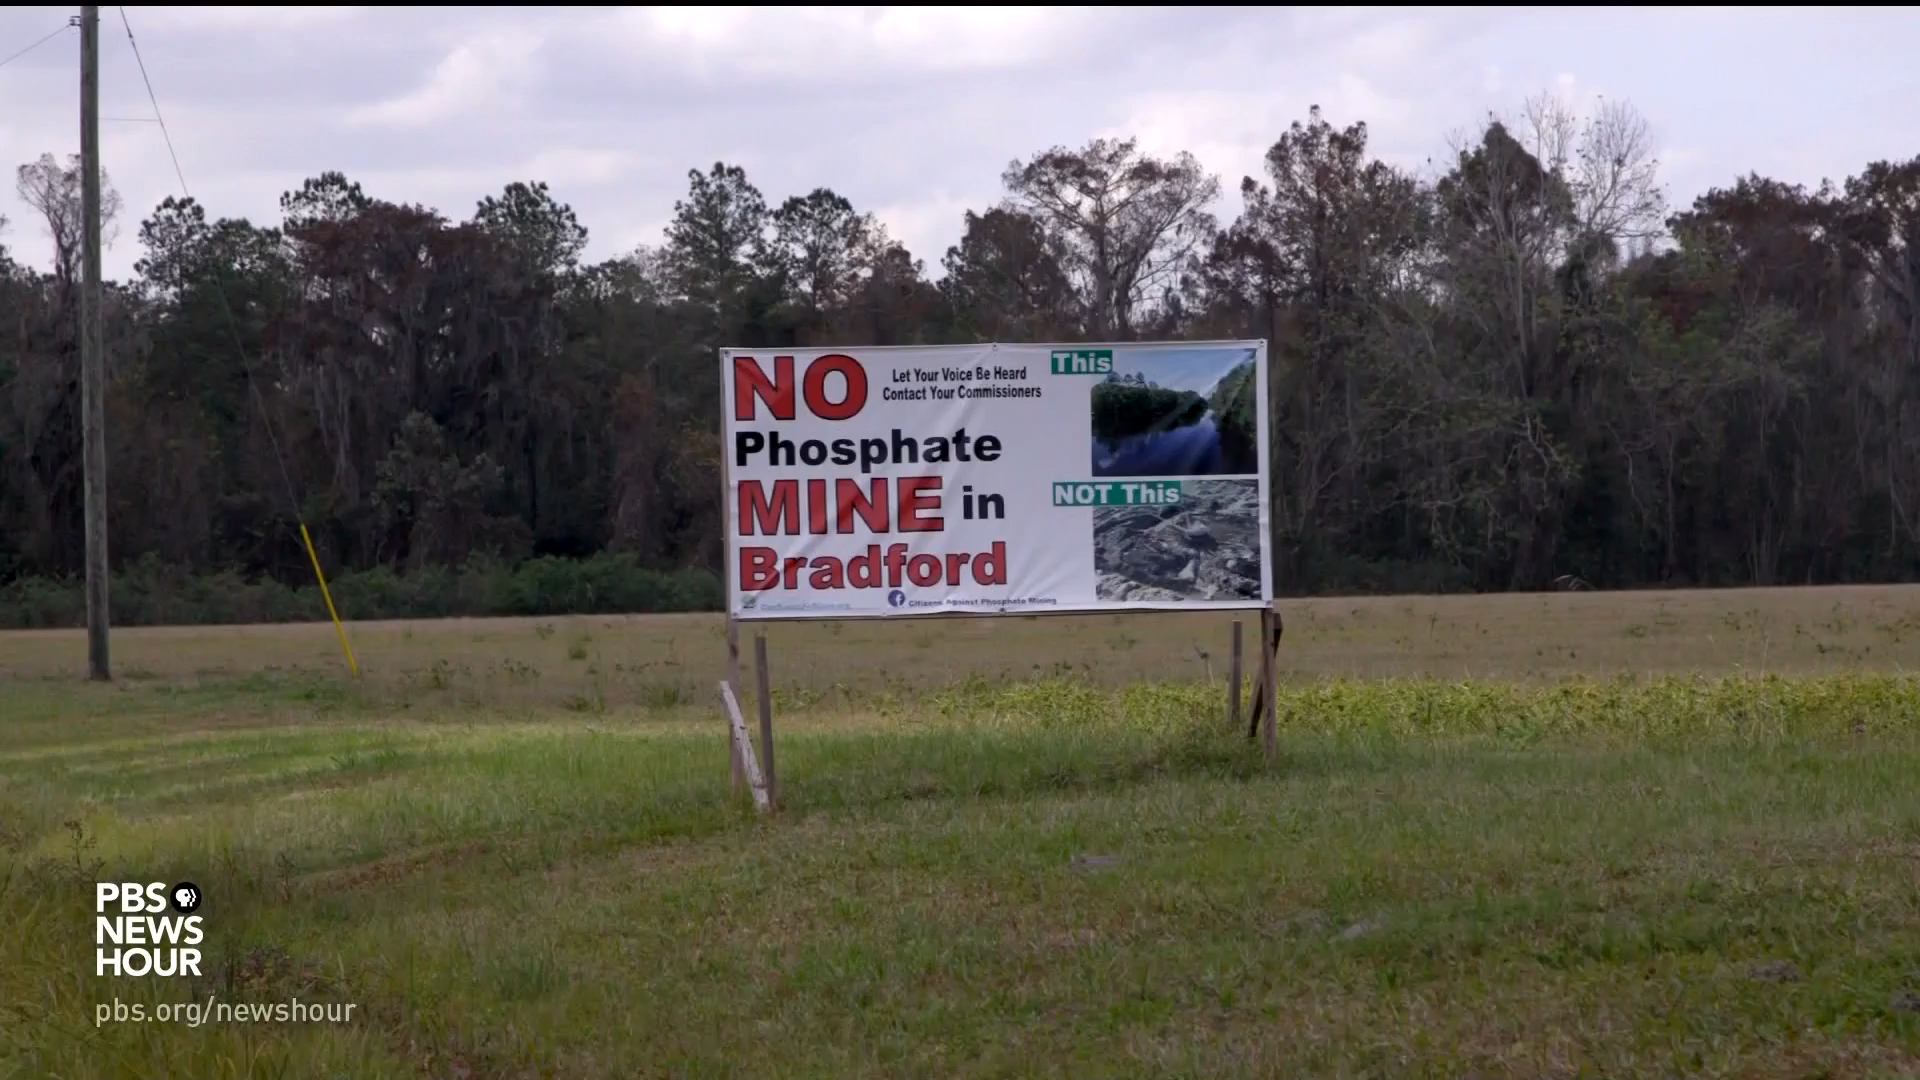 NO
Let Your Voice Be Heard
Contact Your Commissioners
Phosphate
MINE in
Bradford
This
NOT This
Citizens Against Phosphate Mining
PBS
NEWS
HOUR
pbs.org/newshour